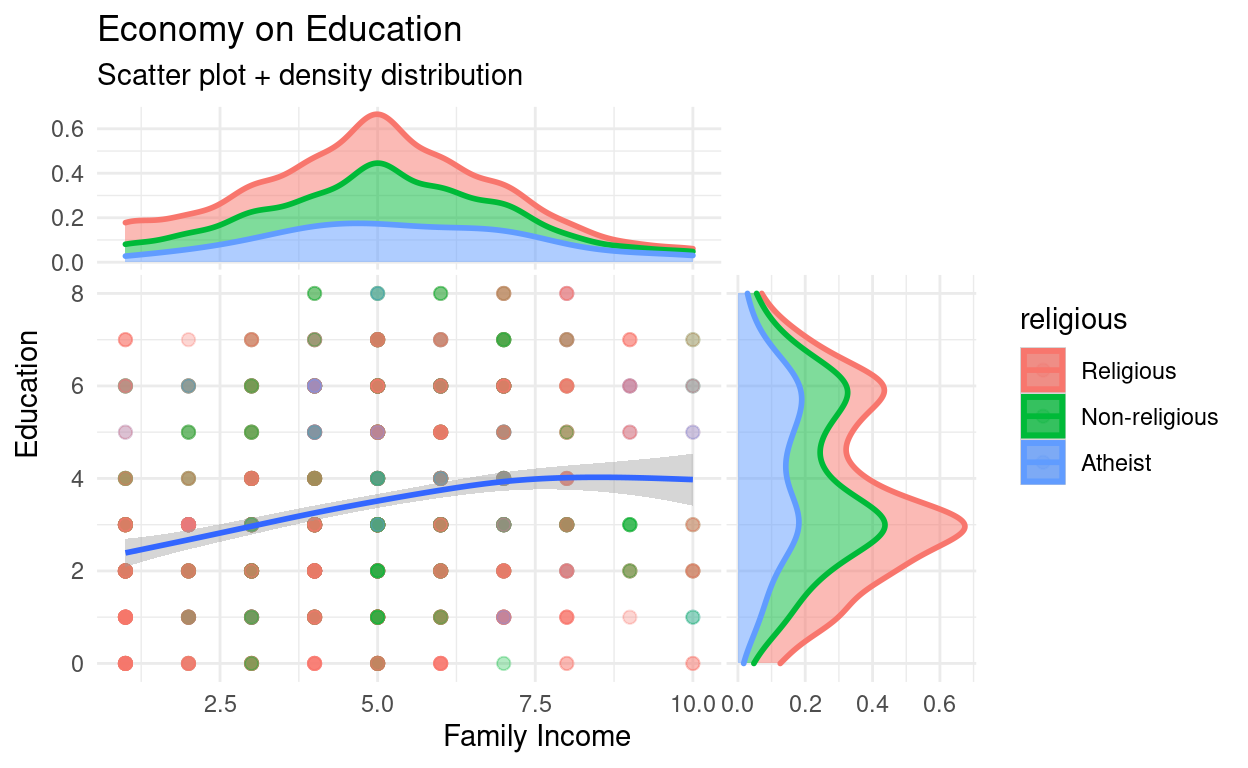 Economy on Education
Scatter plot + density distribution
0.6
0.4
0.2
0.0
8
6
4
2
0
Education
2.5 5.0 7.5 10.0
Family Income
0.0 0.2 0.4 0.6
religious
Religious
Non-religious
Atheist